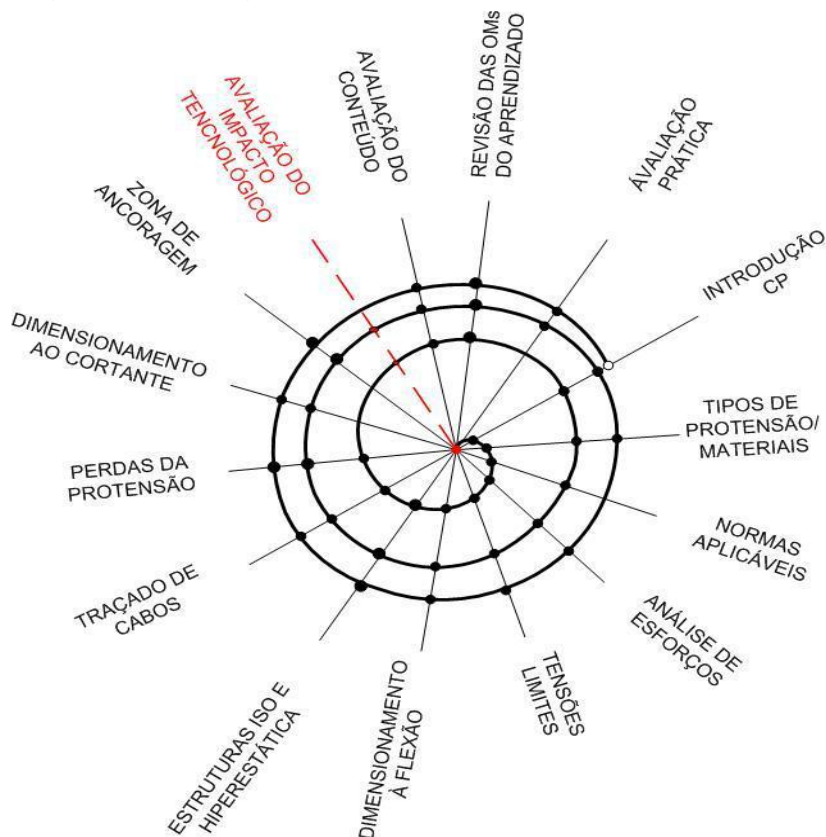 AVALIAÇÃO DO
IMPACTO
TENCNOLÓGICO
AVALIAÇÃO DO
CONTEÚDO
REVISÃO DAS OMs
DO APRENDIZADO
ÁVALIAÇÃO
PRÁTICA
INTRODUÇÃO
CP
TIPOS DE
PROTENSÃO/
MATERIAIS
NORMAS
APLICÁVEIS
ANÁLISE DE
ESFORÇOS
TENSÕES
LIMITES
DIMENSIONAMENTO
À FLEXÃO
ESTRUTURAS ISO E
HIPERESTÁTICA
TRAÇADO DE
CABOS
PERDAS DA
PROTENSÃO
DIMENSIONAMENTO
AO CORTANTE
ZONA DE
ANCORAGEM